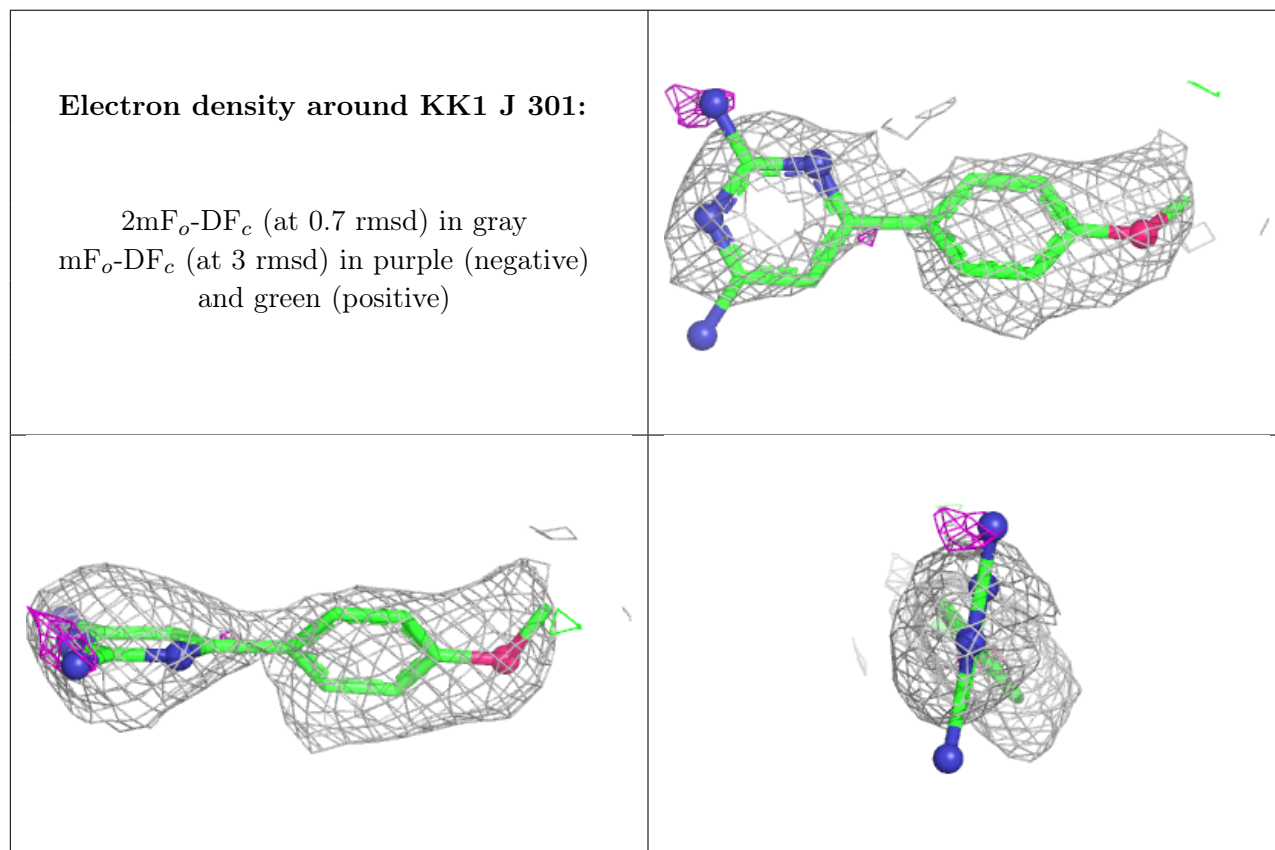 Electron density around KK1 J 301:
2mFo-DFc (at 0.7 rmsd) in gray
mFo-DFc (at 3 rmsd) in purple (negative)
and green (positive)